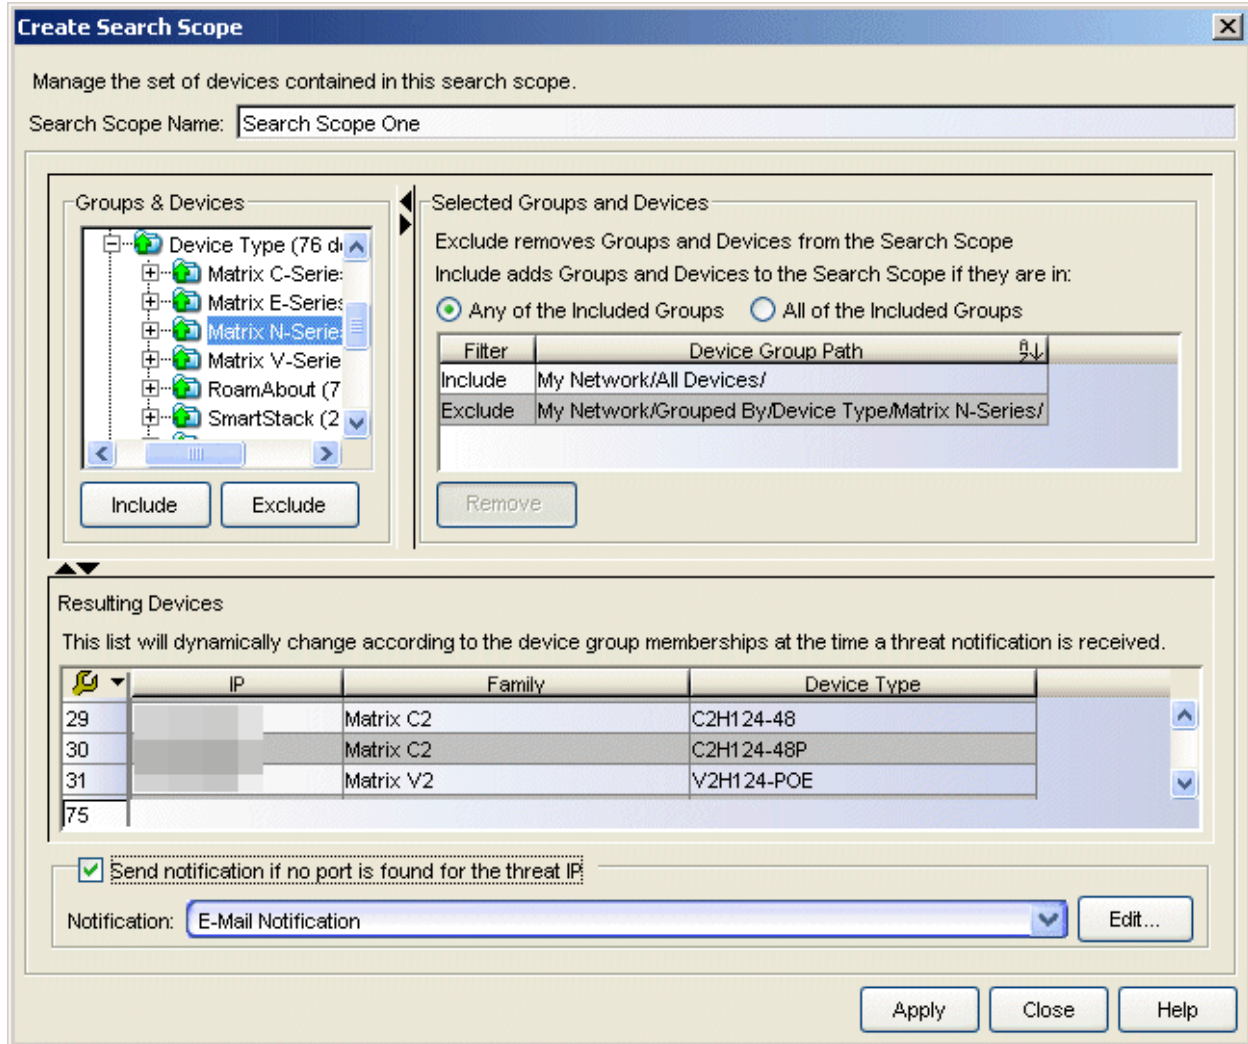 Create Search Scope
Manage the set of devices contained in this search scope.
Search Scope Name: Search Scope One
Groups & Devices
Device Type (76 d
Matrix C-Serie
Matrix E-Series
Matrix N-Serie
Matrix V-Serie
RoamAbout (7
SmartStack (2
Include Exclude
Selected Groups and Devices
Exclude removes Groups and Devices from the Search Scope
Include adds Groups and Devices to the Search Scope if they are in:
Any of the Included Groups All of the Included Groups
Filter Device Group Path
Include My Network/All Devices/
Exclude My Network/Grouped By/Device Type/Matrix N-Series/
Remove
Resulting Devices
This list will dynamically change according to the device group memberships at the time a threat notification is received.
IP Family Device Type
29 Matrix C2 C2H124-48
30 Matrix C2 C2H124-48P
31 Matrix V2 V2H124-POE
75
Send notification if no port is found for the threat IP
Notification: E-Mail Notification Edit...
Apply Close Help